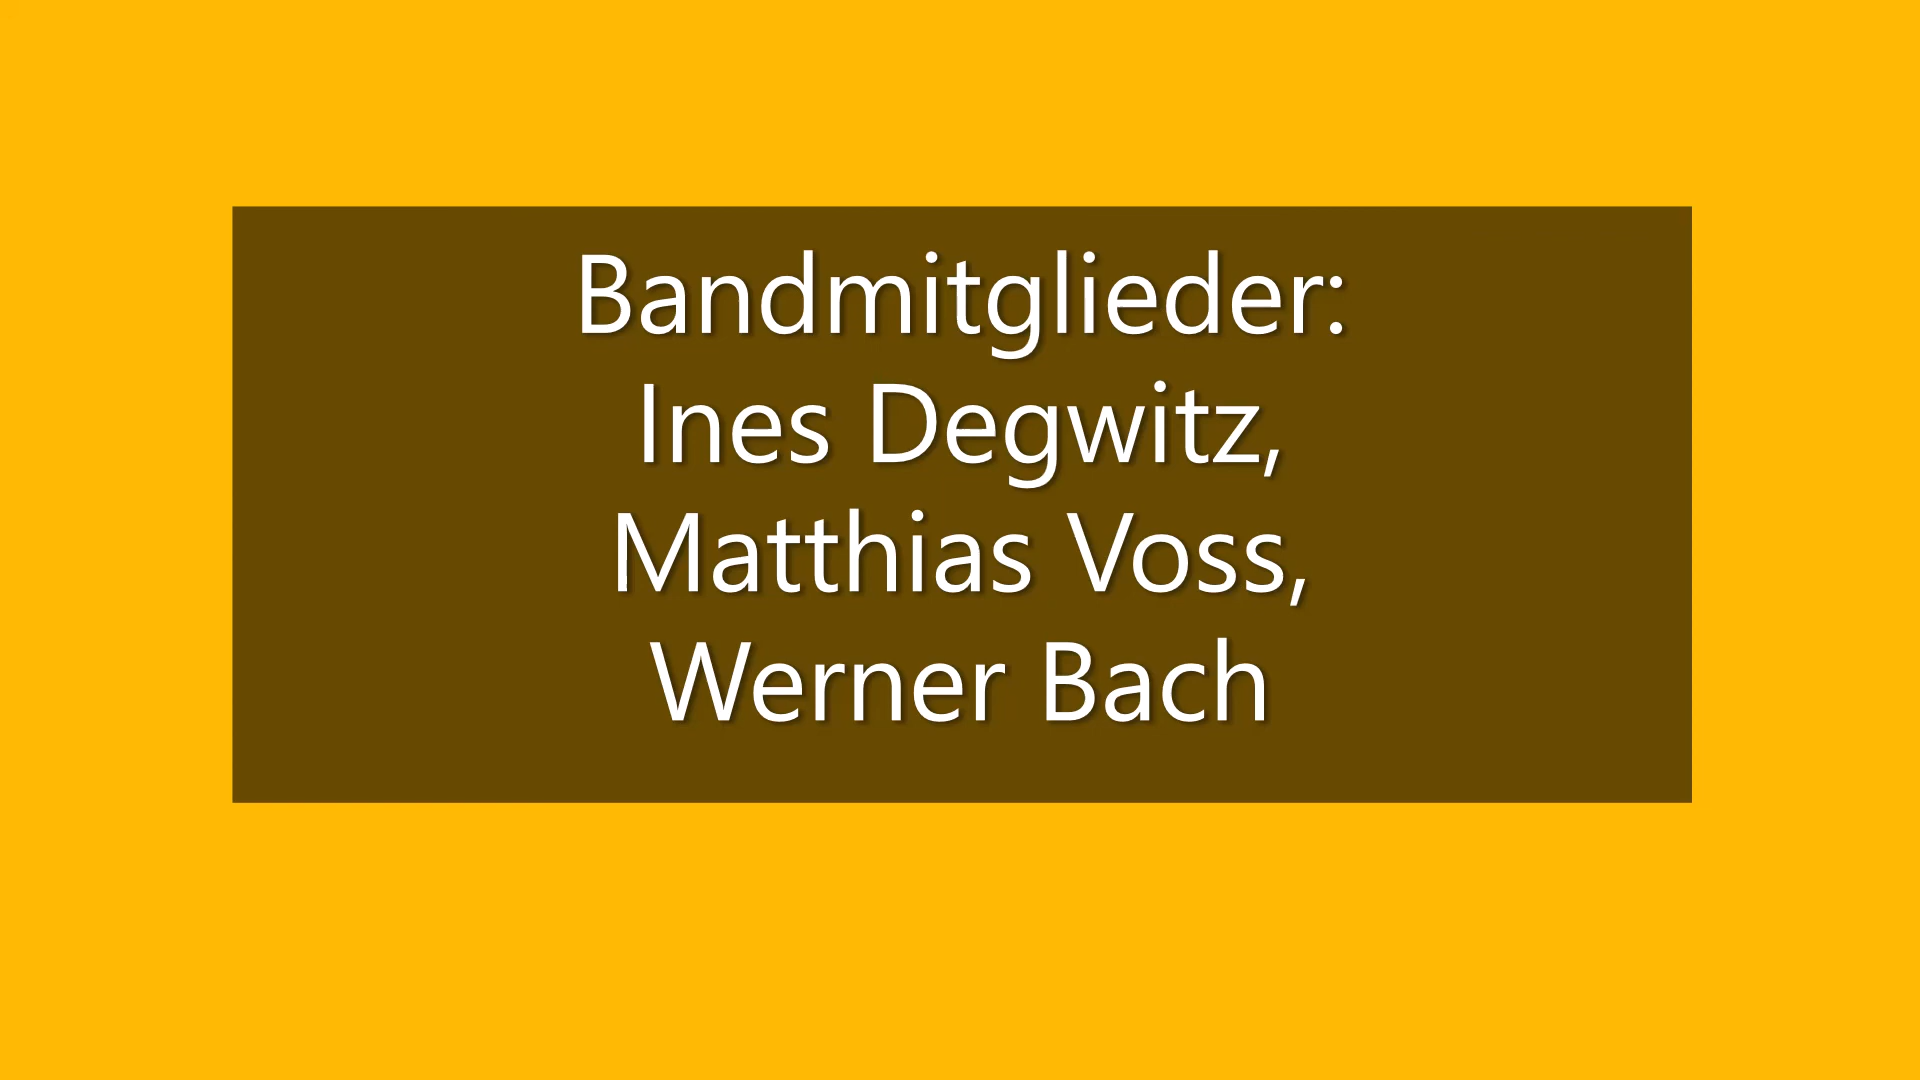 Bandmitglieder:
Ines Degwitz,
Matthias Voss,
Werner Bach